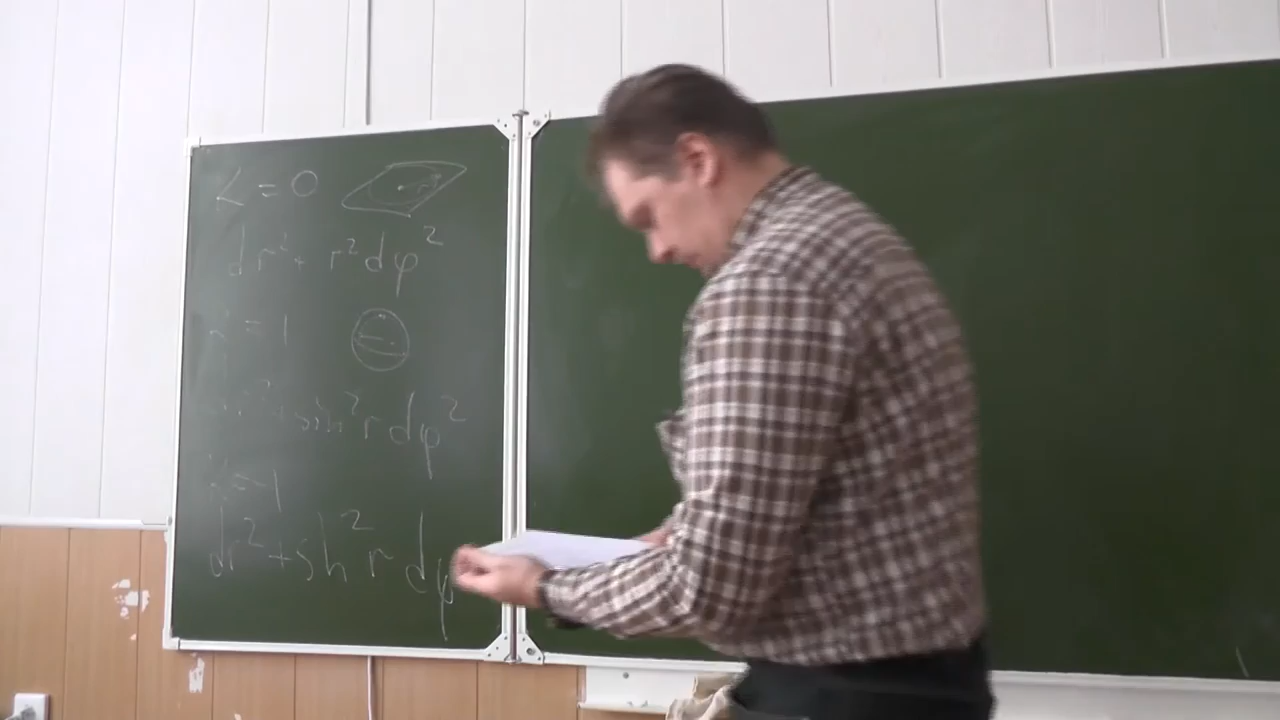 L = 0
dr² + r²dφ²
= 1
+ sin²r dφ²
= -1
dr² + sh²r dφ